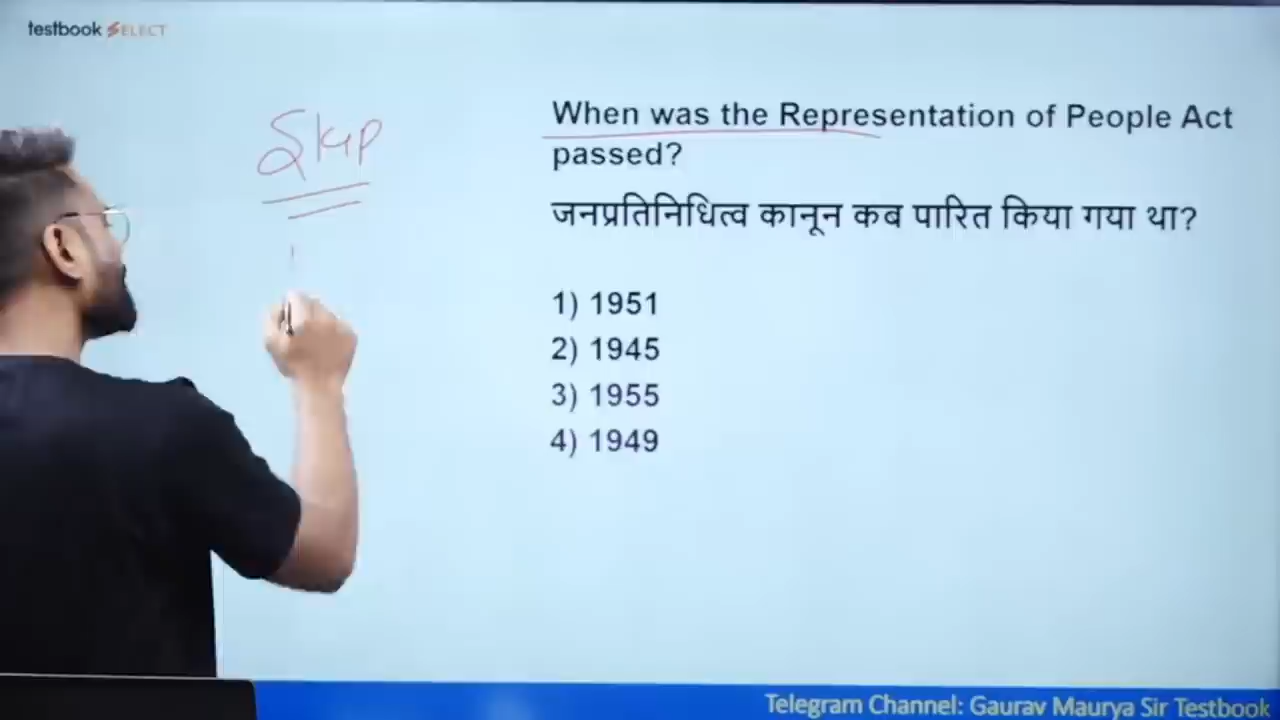 testbook SELECT
Skip
When was the Representation of People Act
passed?
जनप्रतिनिधित्व कानून कब पारित किया गया था?
1) 1951
2) 1945
3) 1955
4) 1949
Telegram Channel: Gaurav Maurya Sir Testbook